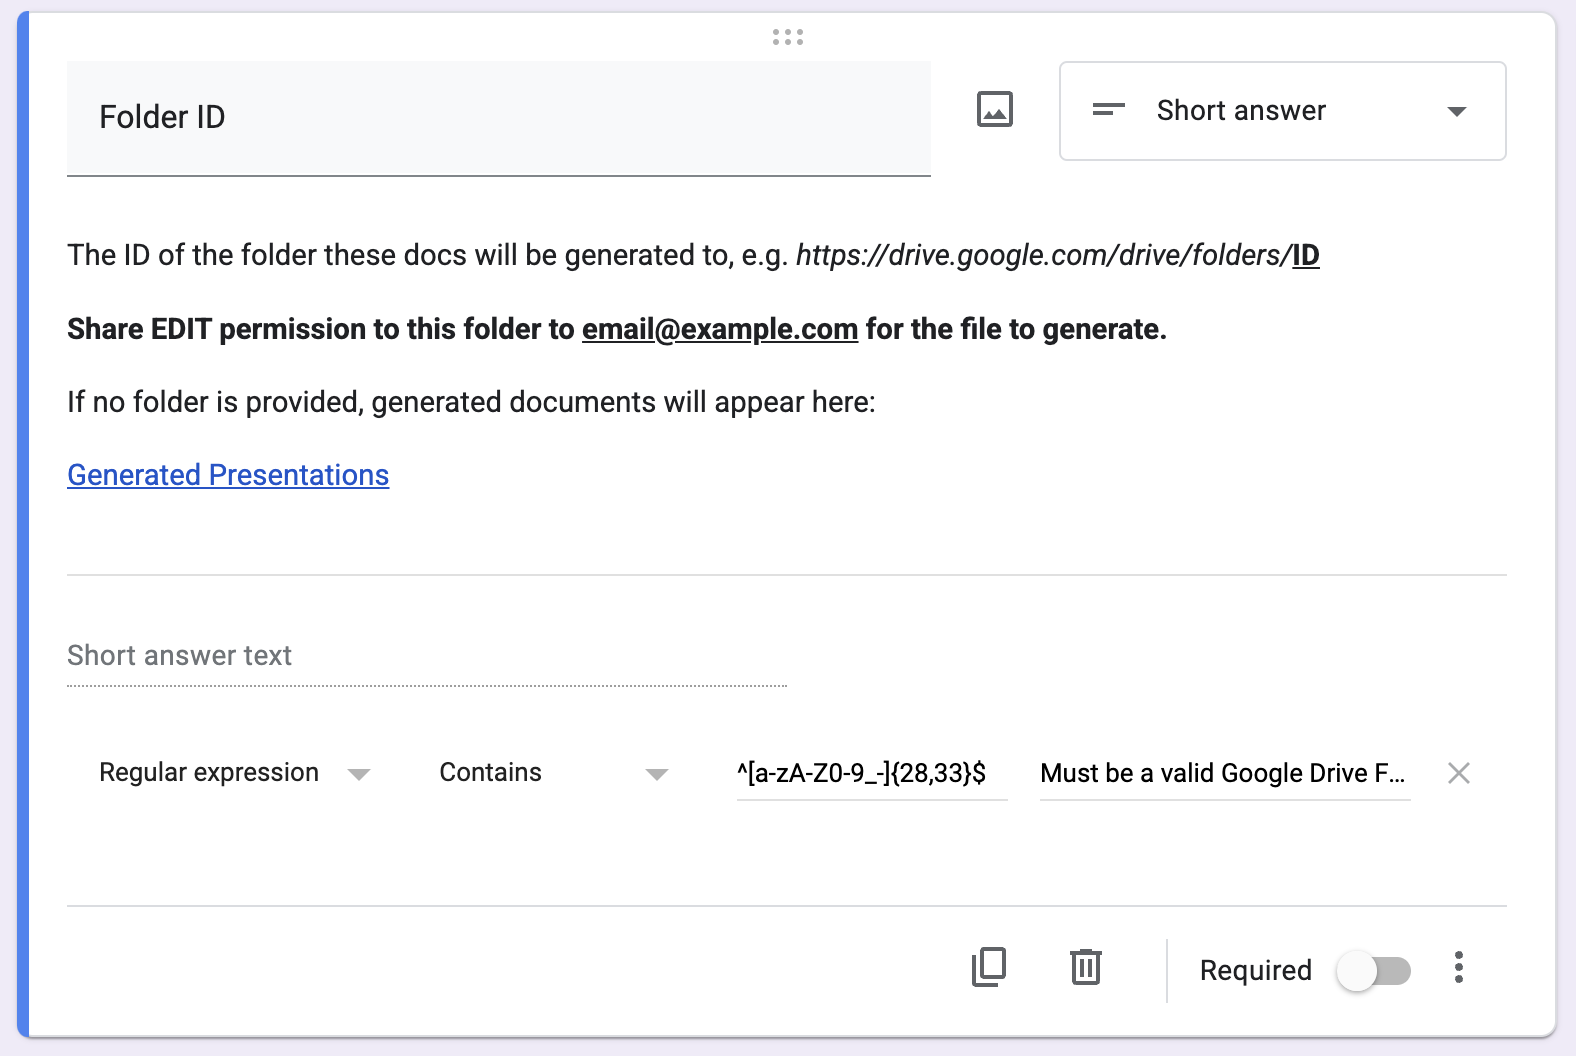 Folder ID
Short answer
The ID of the folder these docs will be generated to, e.g. https://drive.google.com/drive/folders/ID
Share EDIT permission to this folder to email@example.com for the file to generate.
If no folder is provided, generated documents will appear here:
Generated Presentations
Short answer text
Regular expression
Contains
^[a-zA-Z0-9_-]{28,33}$
Must be a valid Google Drive F...
Required